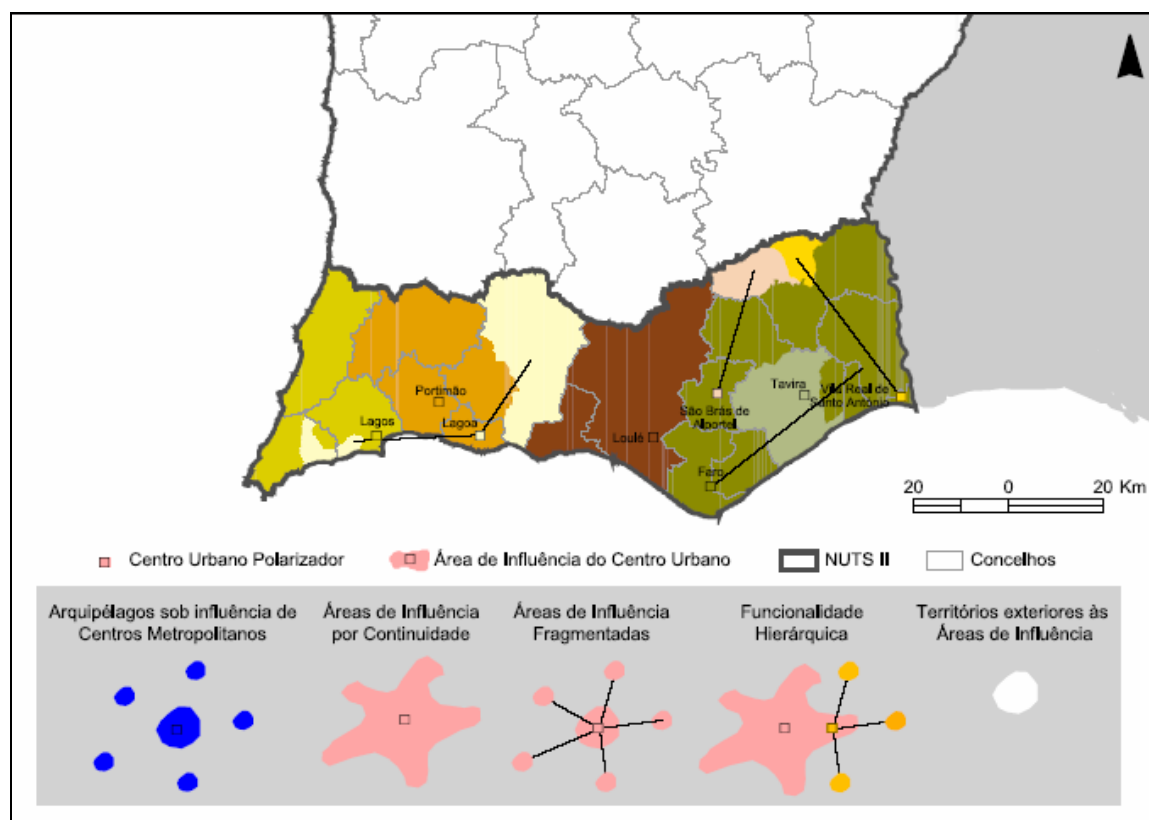 Portimão
Lagos
Lagoa
Loulé
São Brás de
Alportel
Faro
Tavira
Vila Real de
Santo António
20 0 20 Km
Centro Urbano Polarizador
Área de Influência do Centro Urbano
NUTS II
Concelhos
Arquipélagos sob influência de
Centros Metropolitanos
Áreas de Influência
por Continuidade
Áreas de Influência
Fragmentadas
Funcionalidade
Hierárquica
Territórios exteriores às
Áreas de Influência